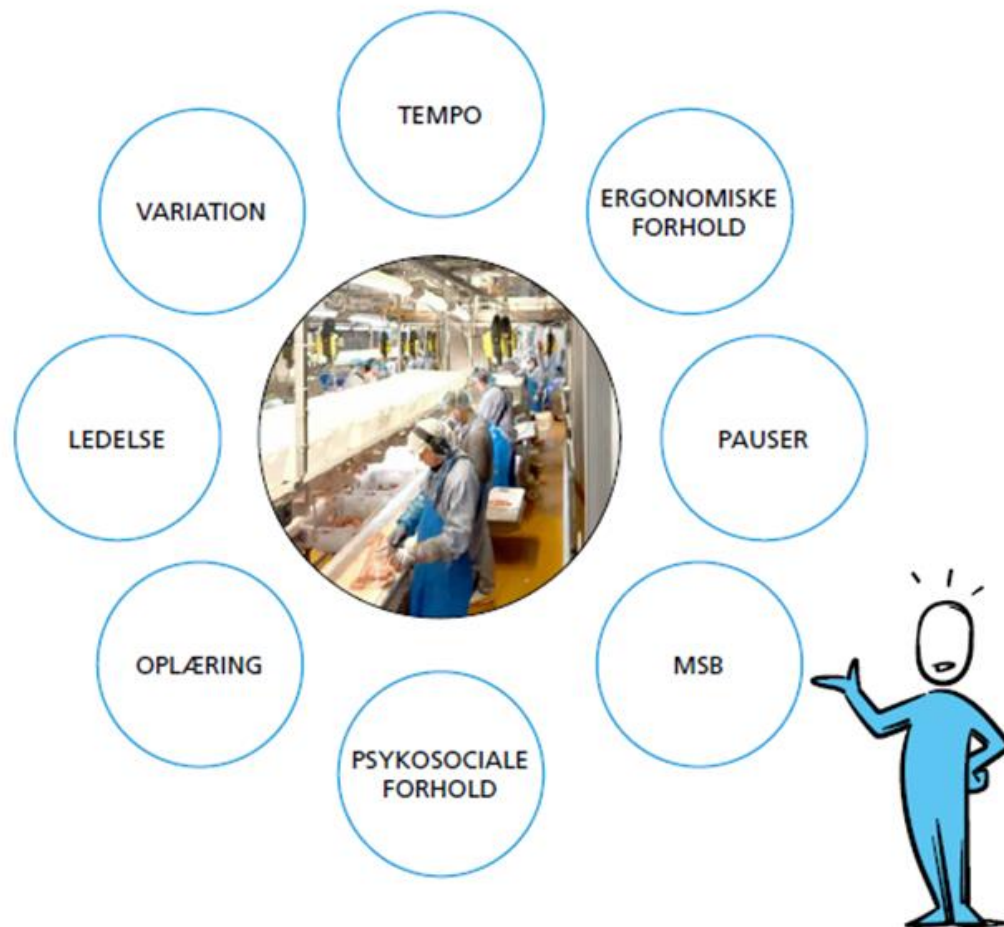 TEMPO
ERGONOMISKE
FORHOLD
PAUSER
MSB
PSYKOSOCIALE
FORHOLD
OPLÆRING
LEDELSE
VARIATION